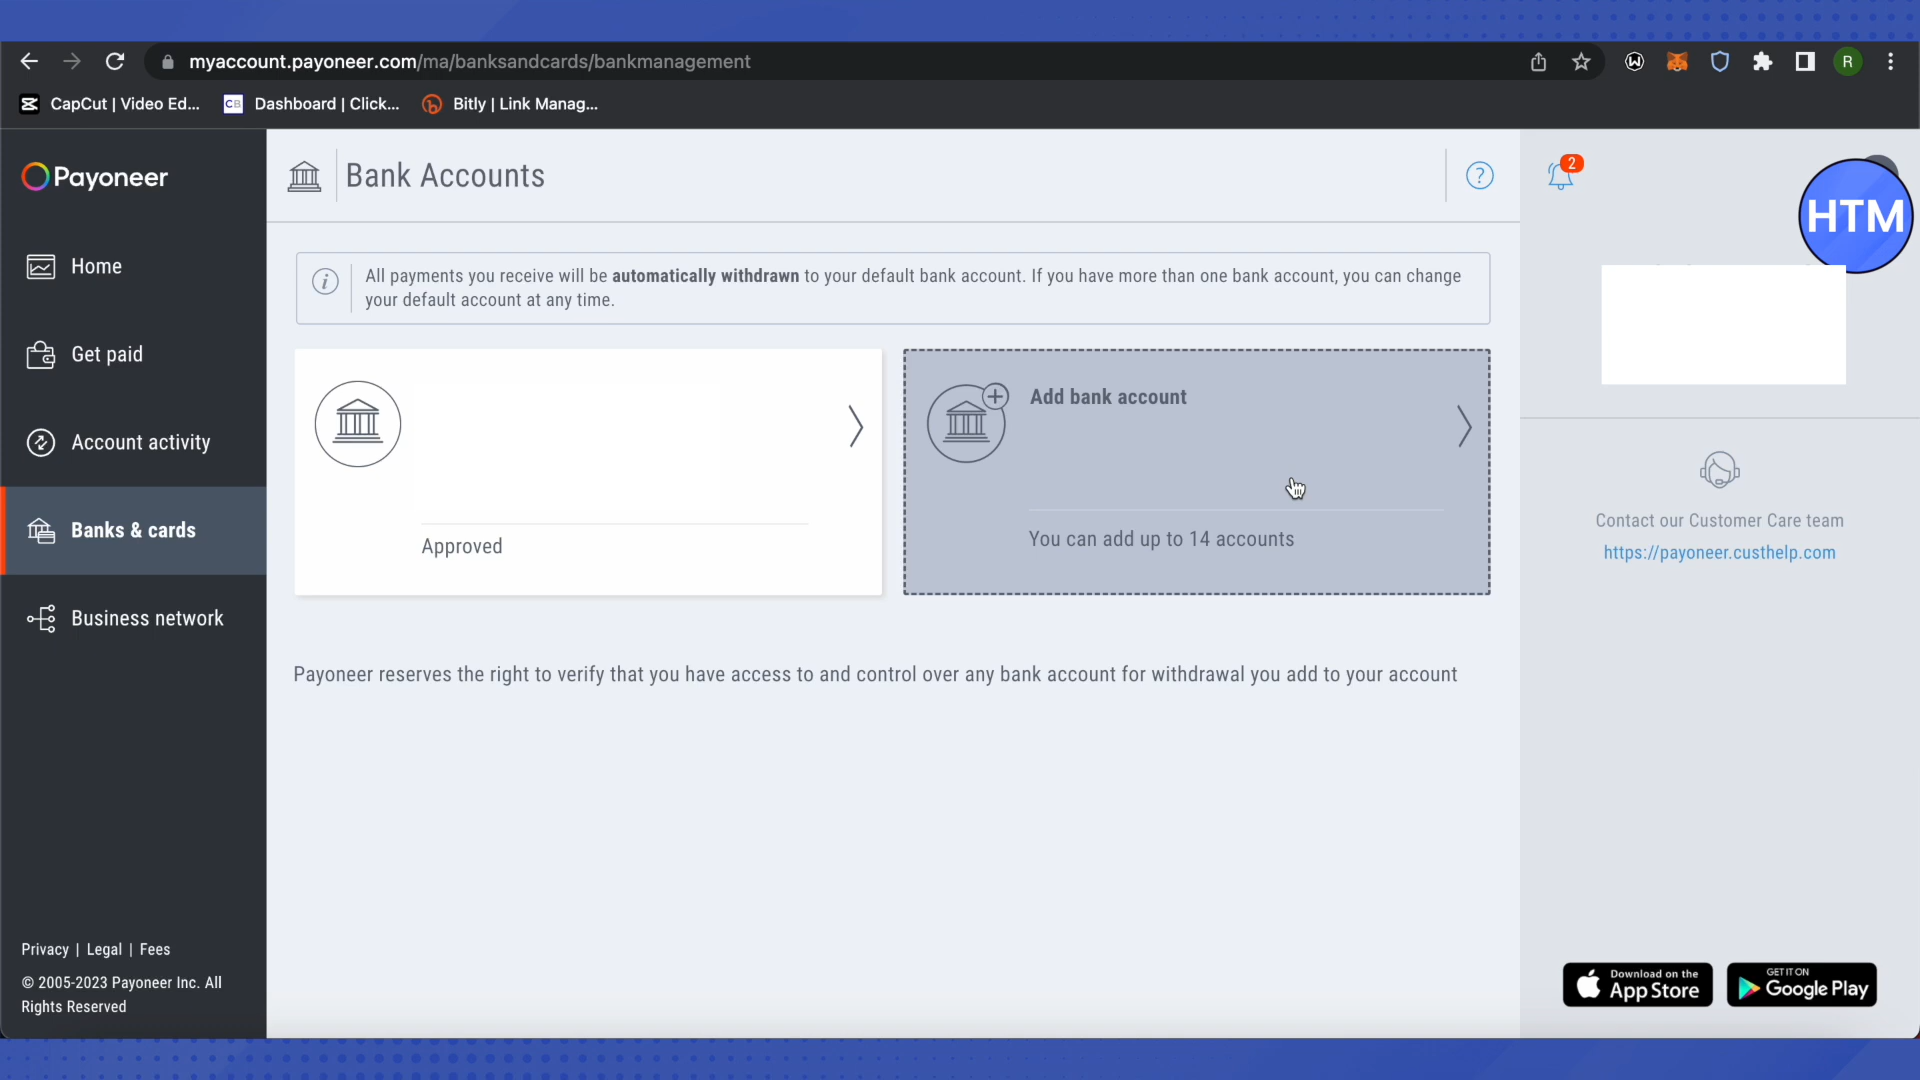 myaccount.payoneer.com/ma/banksandcards/bankmanagement
R
CapCut | Video Ed...
CB
Dashboard | Click...
Bitly | Link Manag...
Payoneer
Home
Get paid
Account activity
Banks & cards
Business network
Privacy | Legal | Fees
© 2005-2023 Payoneer Inc. All
Rights Reserved
Bank Accounts
?
i
All payments you receive will be automatically withdrawn to your default bank account. If you have more than one bank account, you can change
your default account at any time.
Approved
Add bank account
You can add up to 14 accounts
Payoneer reserves the right to verify that you have access to and control over any bank account for withdrawal you add to your account
2
HTM
Contact our Customer Care team
https://payoneer.custhelp.com
Download on the
App Store
GET IT ON
Google Play